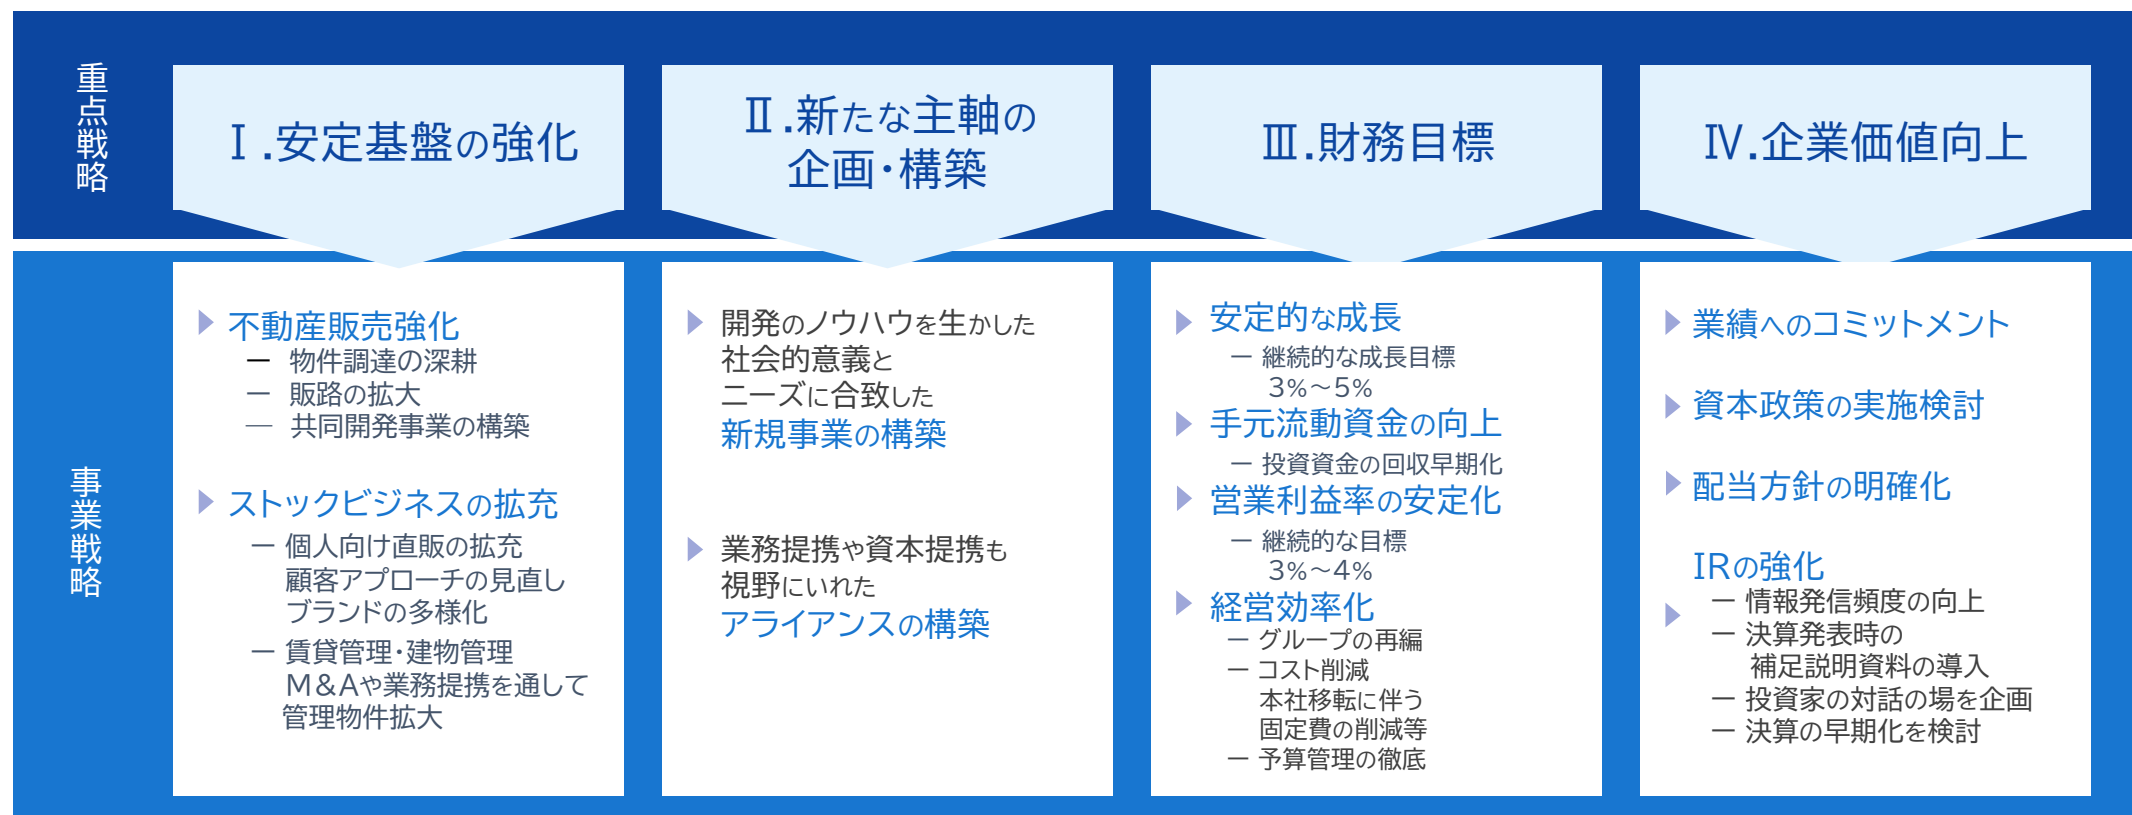 重点戦略
Ⅰ.安定基盤の強化
Ⅱ.新たな主軸の
企画・構築
Ⅲ.財務目標
Ⅳ.企業価値向上
事業戦略
不動産販売強化
― 物件調達の深耕
― 販路の拡大
― 共同開発事業の構築
ストックビジネスの拡充
― 個人向け直販の拡充
顧客アプローチの見直し
ブランドの多様化
― 賃貸管理・建物管理
M&Aや業務提携を通して
管理物件拡大
開発のノウハウを生かした
社会的意義と
ニーズに合致した
新規事業の構築
業務提携や資本提携も
視野にいれた
アライアンスの構築
安定的な成長
― 継続的な成長目標
3%～5%
手元流動資金の向上
― 投資資金の回収早期化
営業利益率の安定化
― 継続的な目標
3%～4%
経営効率化
― グループの再編
― コスト削減
本社移転に伴う
固定費の削減等
― 予算管理の徹底
業績へのコミットメント
資本政策の実施検討
配当方針の明確化
IRの強化
― 情報発信頻度の向上
― 決算発表時の
補足説明資料の導入
― 投資家の対話の場を企画
― 決算の早期化を検討